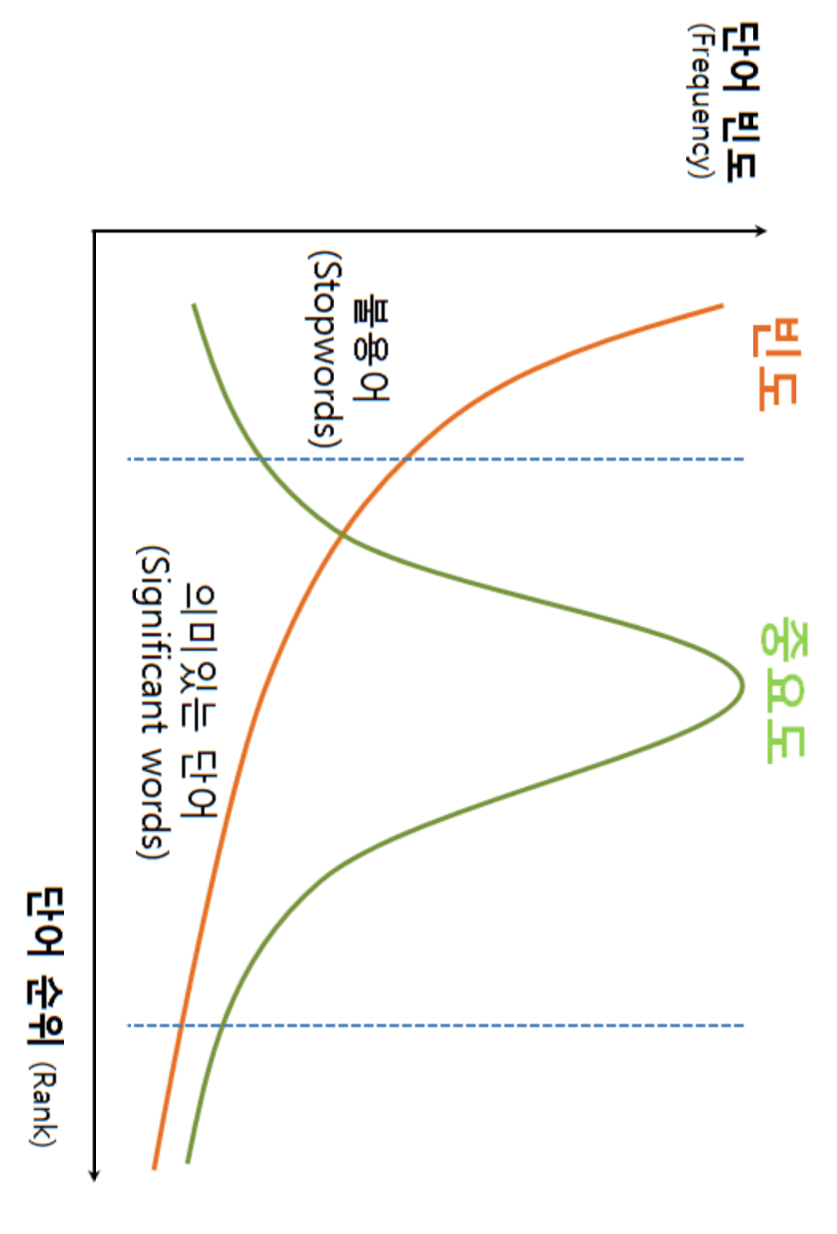 단어 빈도
(Frequency)
빈도
중요도
불용어
(Stopwords)
의미있는 단어
(Significant words)
단어 순위 (Rank)